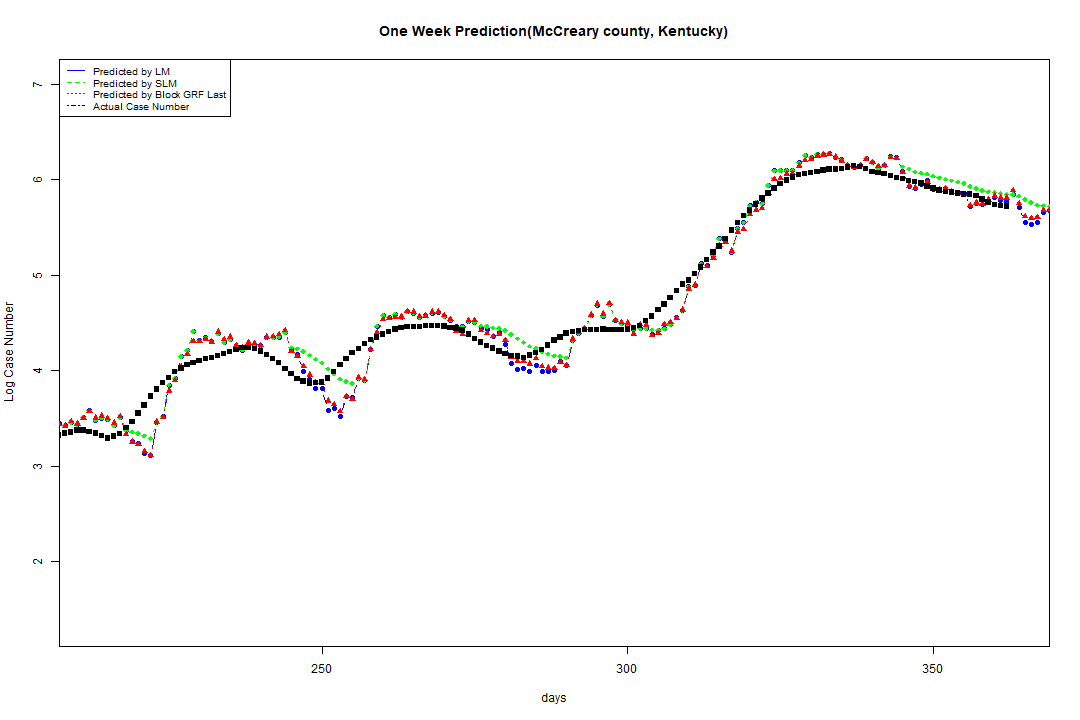 One Week Prediction(McCreary county, Kentucky)
Predicted by LM
Predicted by SLM
Predicted by Block GRF Last
Actual Case Number
7
6
5
4
3
2
Log Case Number
250
300
350
days